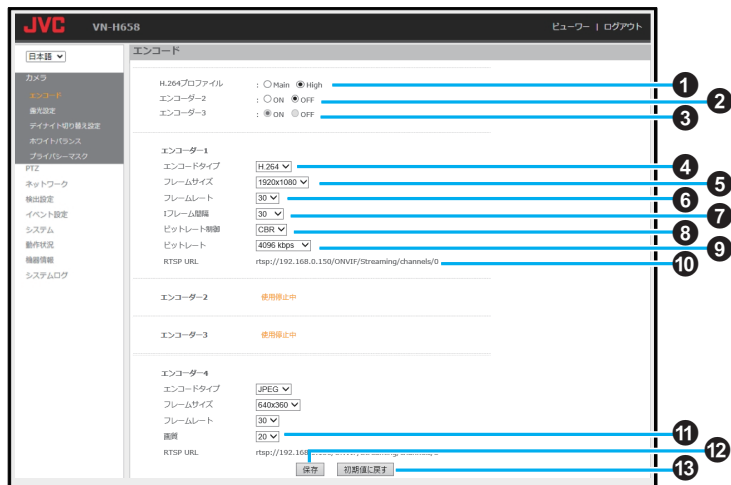 JVC VN-H658 ビューワー | ログアウト
日本語
エンコード
カメラ
エンコード
露光設定
デイナイト切り替え設定
ホワイトバランス
プライバシーマスク
PTZ
ネットワーク
検出設定
イベント設定
システム
動作状況
機器情報
システムログ
H.264プロファイル : Main High 1
エンコーダー2 : ON OFF 2
エンコーダー3 : ON OFF 3
エンコーダー1
エンコードタイプ H.264 4
フレームサイズ 1920x1080 5
フレームレート 30 6
Iフレーム間隔 30 7
ビットレート制御 CBR 8
ビットレート 4096 kbps 9
RTSP URL rtsp://192.168.0.150/ONVIF/Streaming/channels/0 10
エンコーダー2 使用停止中
エンコーダー3 使用停止中
エンコーダー4
エンコードタイプ JPEG
フレームサイズ 640x360
フレームレート 30
画質 20 11
RTSP URL rtsp://192.168
保存 初期値に戻す 12
13